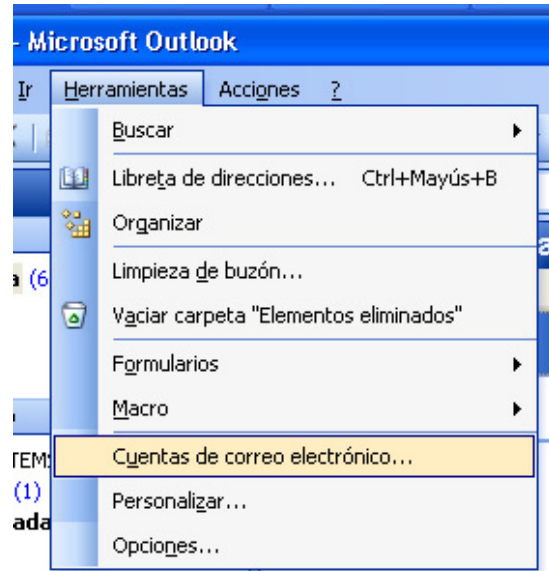 - Microsoft Outlook
Ir Herramientas Acciones ?
Buscar
Libreta de direcciones... Ctrl+Mayús+B
Organizar
(6
Limpieza de buzón...
Vaciar carpeta "Elementos eliminados"
Formularios
Macro
TEMS
Cuentas de correo electrónico...
(1)
Personalizar...
ada
Opciones...